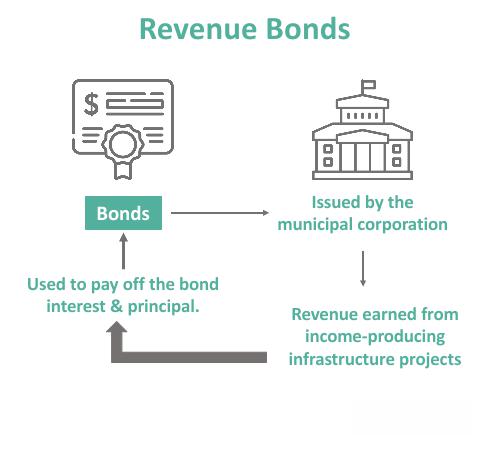 Revenue Bonds
$
Bonds
Issued by the
municipal corporation
Used to pay off the bond
interest & principal.
Revenue earned from
income-producing
infrastructure projects